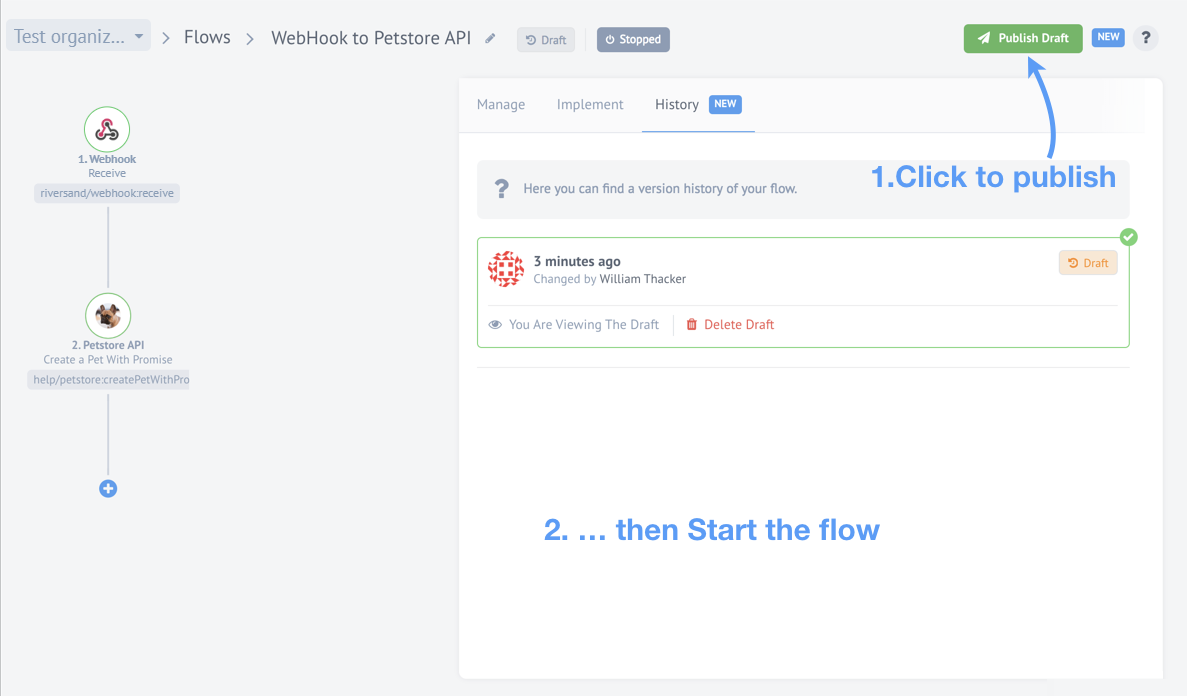 Test organiz... > Flows > WebHook to Petstore API Draft Stopped Publish Draft NEW ?
Manage Implement History NEW
1. Webhook
Receive
riversand/webhook:receive
? Here you can find a version history of your flow.
1.Click to publish
3 minutes ago
Changed by William Thacker
Draft
You Are Viewing The Draft Delete Draft
2. Petstore API
Create a Pet With Promise
help/petstore:createPetWithPro
2. ... then Start the flow